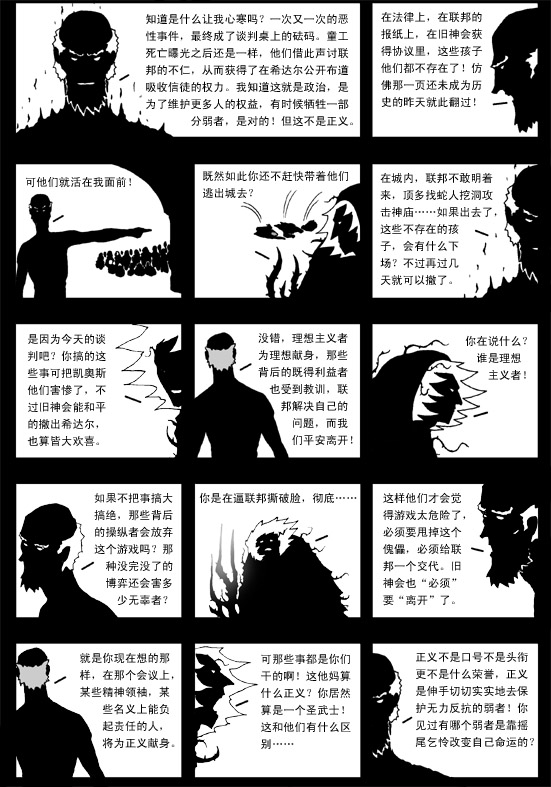 知道是什么让我心寒吗？一次又一次的恶
性事件，最终成了谈判桌上的砝码。童工
死亡曝光之后还是一样，他们借此声讨联
邦的不仁，从而获得了在希达尔公开布道
吸收信徒的权力。我知道这就是政治，是
为了维护更多人的权益，有时候牺牲一部
分弱者，是对的！但这不是正义。
在法律上，在联邦的
报纸上，在旧神会获
得协议里，这些孩子
他们都不存在了！仿
佛那一页还未成为历
史的昨天就此翻过！
可他们就活在我面前！
既然如此你还不赶快带着他们
逃出城去？
在城内，联邦不敢明着
来，顶多找蛇人挖洞攻
击神庙……如果出去了，
这些不存在的孩
子，会有什么下
场？不过再过几
天就可以撤了。
是因为今天的谈
判吧？你搞的这
些事可把凯奥斯
他们害惨了，不
过旧神会能和平
的撤出希达尔，
也算皆大欢喜。
没错，理想主义者
为理想献身，那些
背后的既得利益者
也受到教训，联
邦解决自己的
问题，而我
们平安离开！
你在说什么？
谁是理想
主义者！
如果不把事搞大
搞绝，那些背后
的操纵者会放弃
这个游戏吗？那
种没完没了的
博弈还会害多
少无辜者？
你是在逼联邦撕破脸，彻底……
这样他们才会觉
得游戏太危险了，
必须要甩掉这个
傀儡，必须给联
邦一个交代。旧
神会也“必须”
要“离开”了。
就是你现在想的那
样，在那个会议上，
某些精神领袖，某
些名义上能负
起责任的人，
将为正义献身。
可那些事都是你们
干的啊！这他妈算
什么正义？你居然
算是一个圣武士！
这和他们有什么区
别……
正义不是口号不是头衔
更不是什么荣誉，正义
是伸手切切实实地去保
护无力反抗的弱者！你
见过有哪个弱者是靠摇
尾乞怜改变自己命运的？